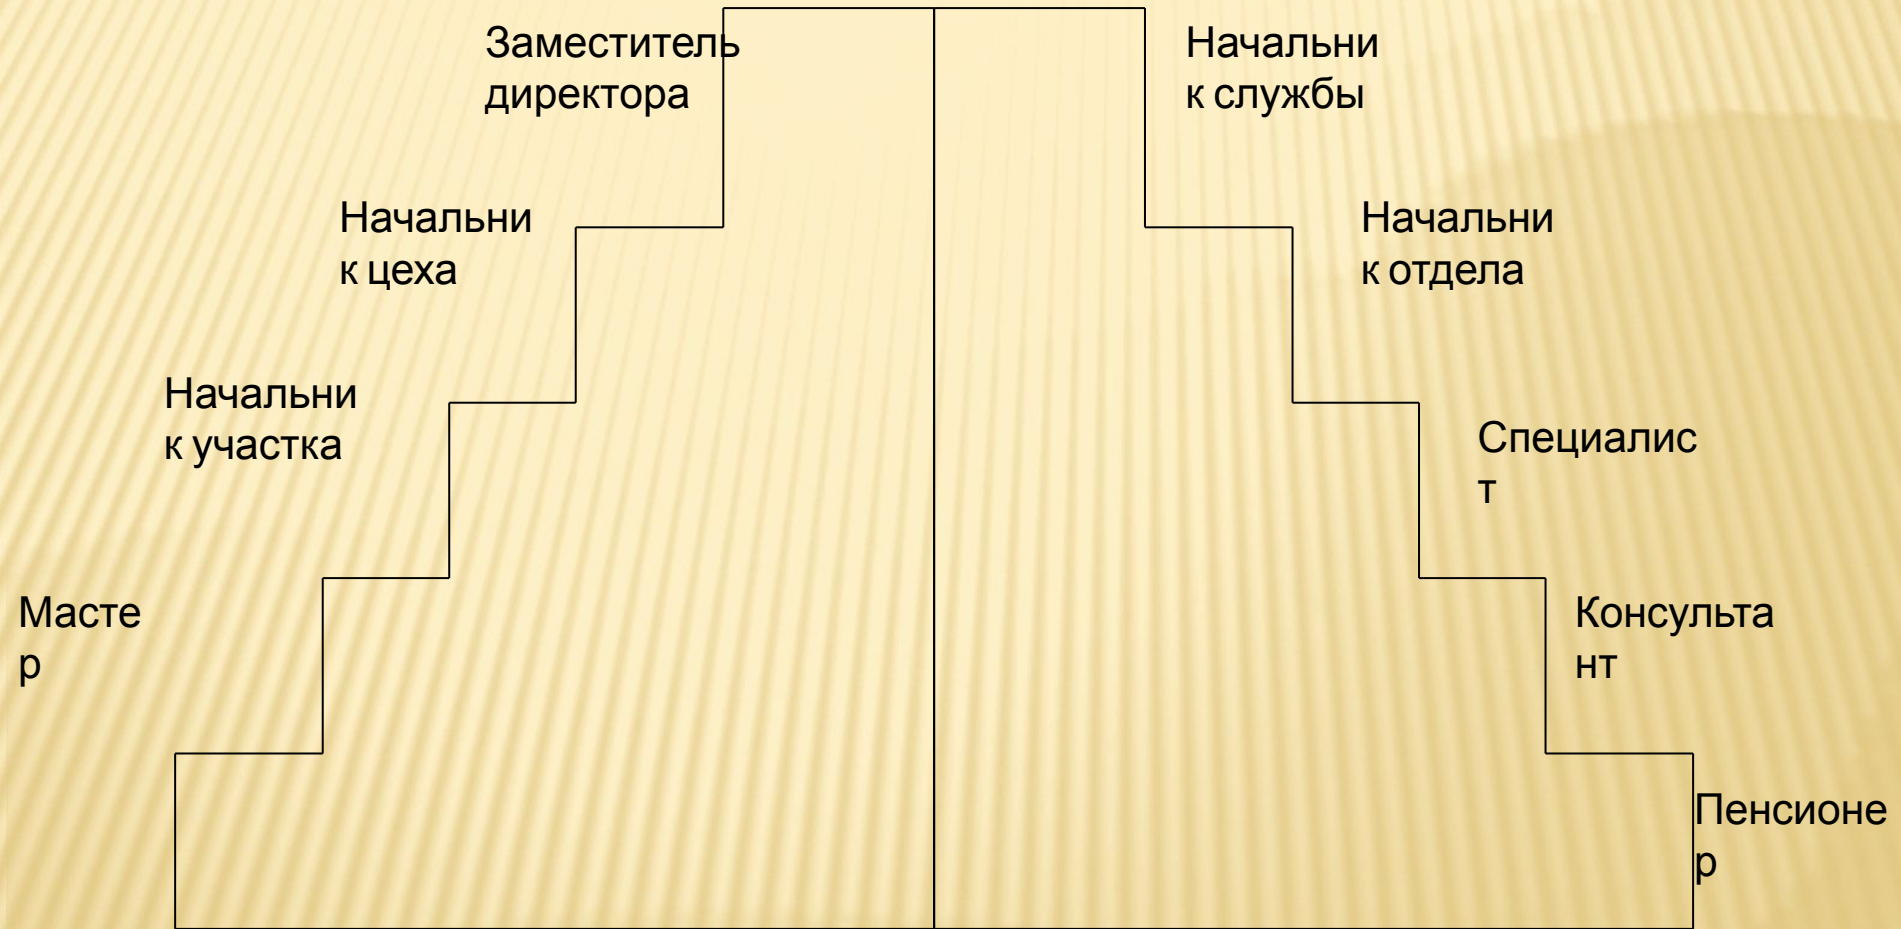 Заместитель
директора
Начальни
к службы
Начальни
к цеха
Начальни
к отдела
Начальни
к участка
Специалис
т
Масте
р
Консульта
нт
Пенсионе
р